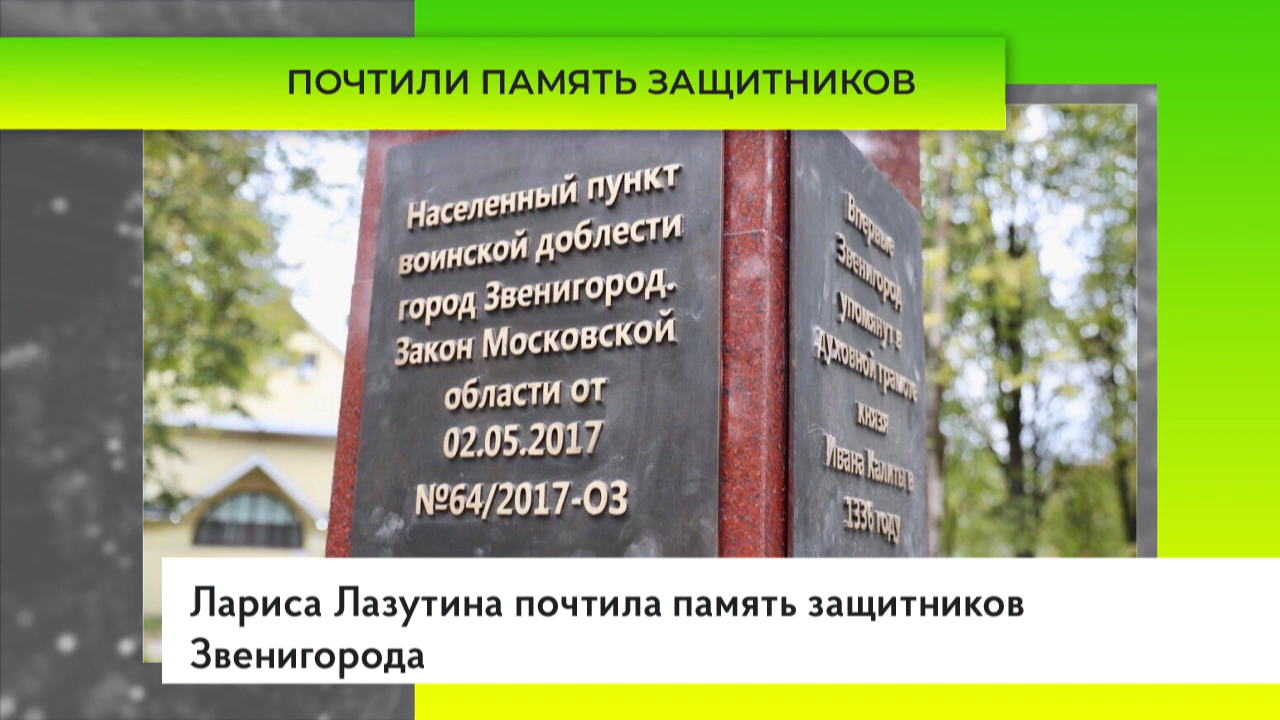 ПОЧТИЛИ ПАМЯТЬ ЗАЩИТНИКОВ
Населенный пункт
воинской доблести
город Звенигород.
Закон Московской
области от
02.05.2017
№64/2017-ОЗ
Впервые
Звенигород
упомянут в
духовной грамоте
князя
Ивана Калиты в
1336 году
Лариса Лазутина почтила память защитников
Звенигорода